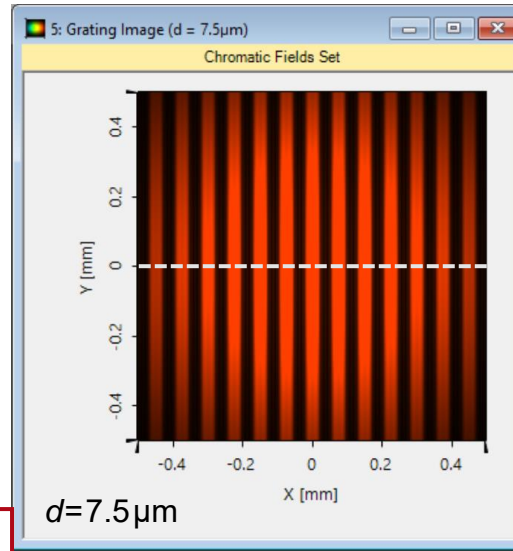 5: Grating Image (d = 7.5μm)
Chromatic Fields Set
Y [mm]
0.4
0.2
0
-0.2
-0.4
-0.4 -0.2 0 0.2 0.4
X [mm]
d=7.5μm